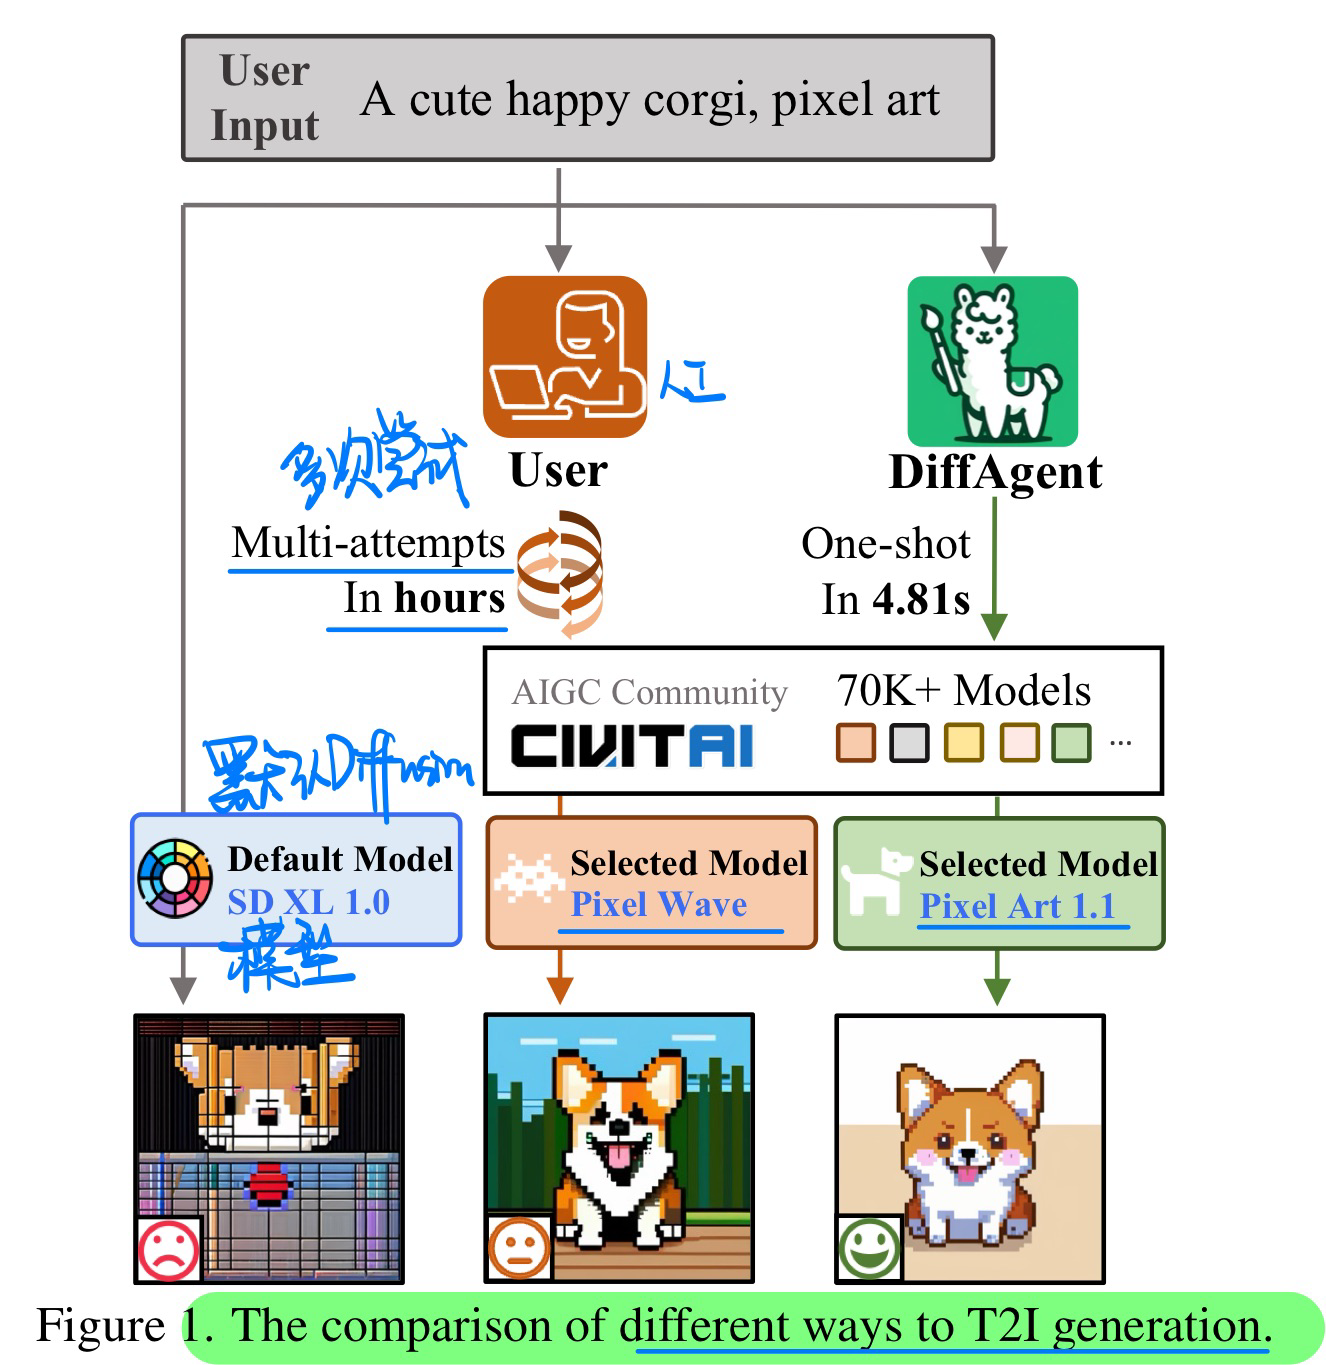 User
Input
A cute happy corgi, pixel art
人工
多次尝试
User
DiffAgent
Multi-attempts
In hours
One-shot
In 4.81s
AIGC Community
CIVITAI
70K+ Models
...
默认Diffusion
Default Model
SD XL 1.0
模型
Selected Model
Pixel Wave
Selected Model
Pixel Art 1.1
Figure 1. The comparison of different ways to T2I generation.